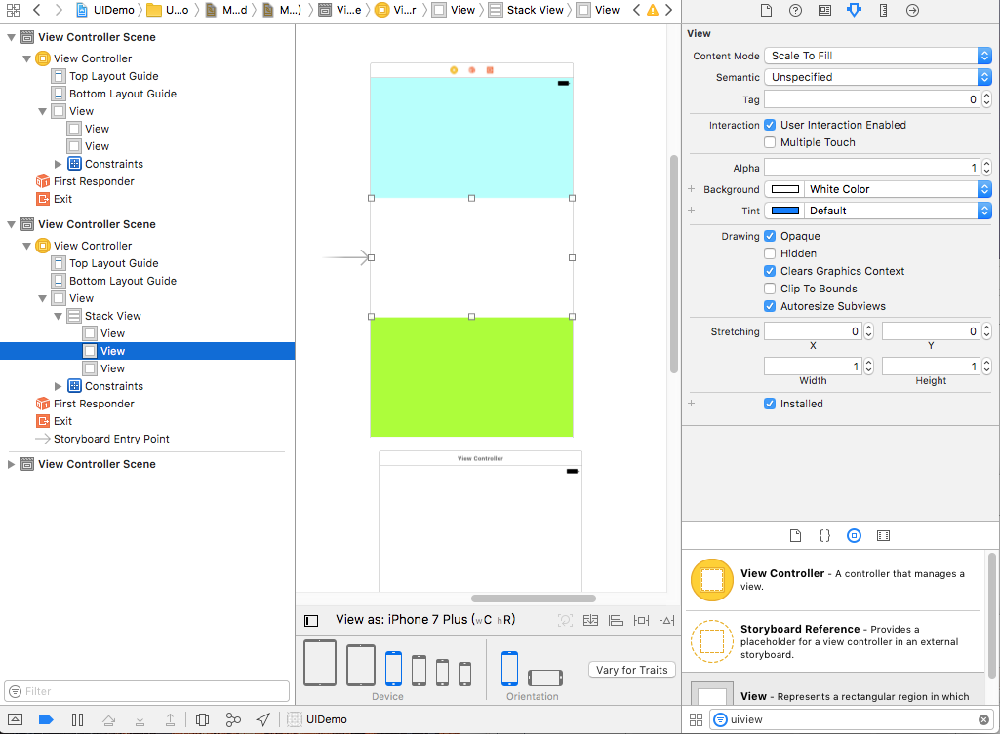 UIDemo U...o M...d M...) Vi...e Vi...r View Stack View View
View Controller Scene
View Controller
Top Layout Guide
Bottom Layout Guide
View
View
View
Constraints
First Responder
Exit
View Controller Scene
View Controller
Top Layout Guide
Bottom Layout Guide
View
Stack View
View
View
View
Constraints
First Responder
Exit
Storyboard Entry Point
View Controller Scene
Filter
View Controller
View as: iPhone 7 Plus (wC hR)
Device
Orientation
Vary for Traits
UIDemo
View
Content Mode Scale To Fill
Semantic Unspecified
Tag 0
Interaction User Interaction Enabled
Multiple Touch
Alpha 1
+ Background White Color
+ Tint Default
Drawing Opaque
Hidden
Clears Graphics Context
Clip To Bounds
Autoresize Subviews
Stretching 0 0
X Y
1 1
Width Height
+ Installed
{ }
View Controller - A controller that manages a
view.
Storyboard Reference - Provides a
placeholder for a view controller in an external
storyboard.
View - Represents a rectangular region in which
uiview